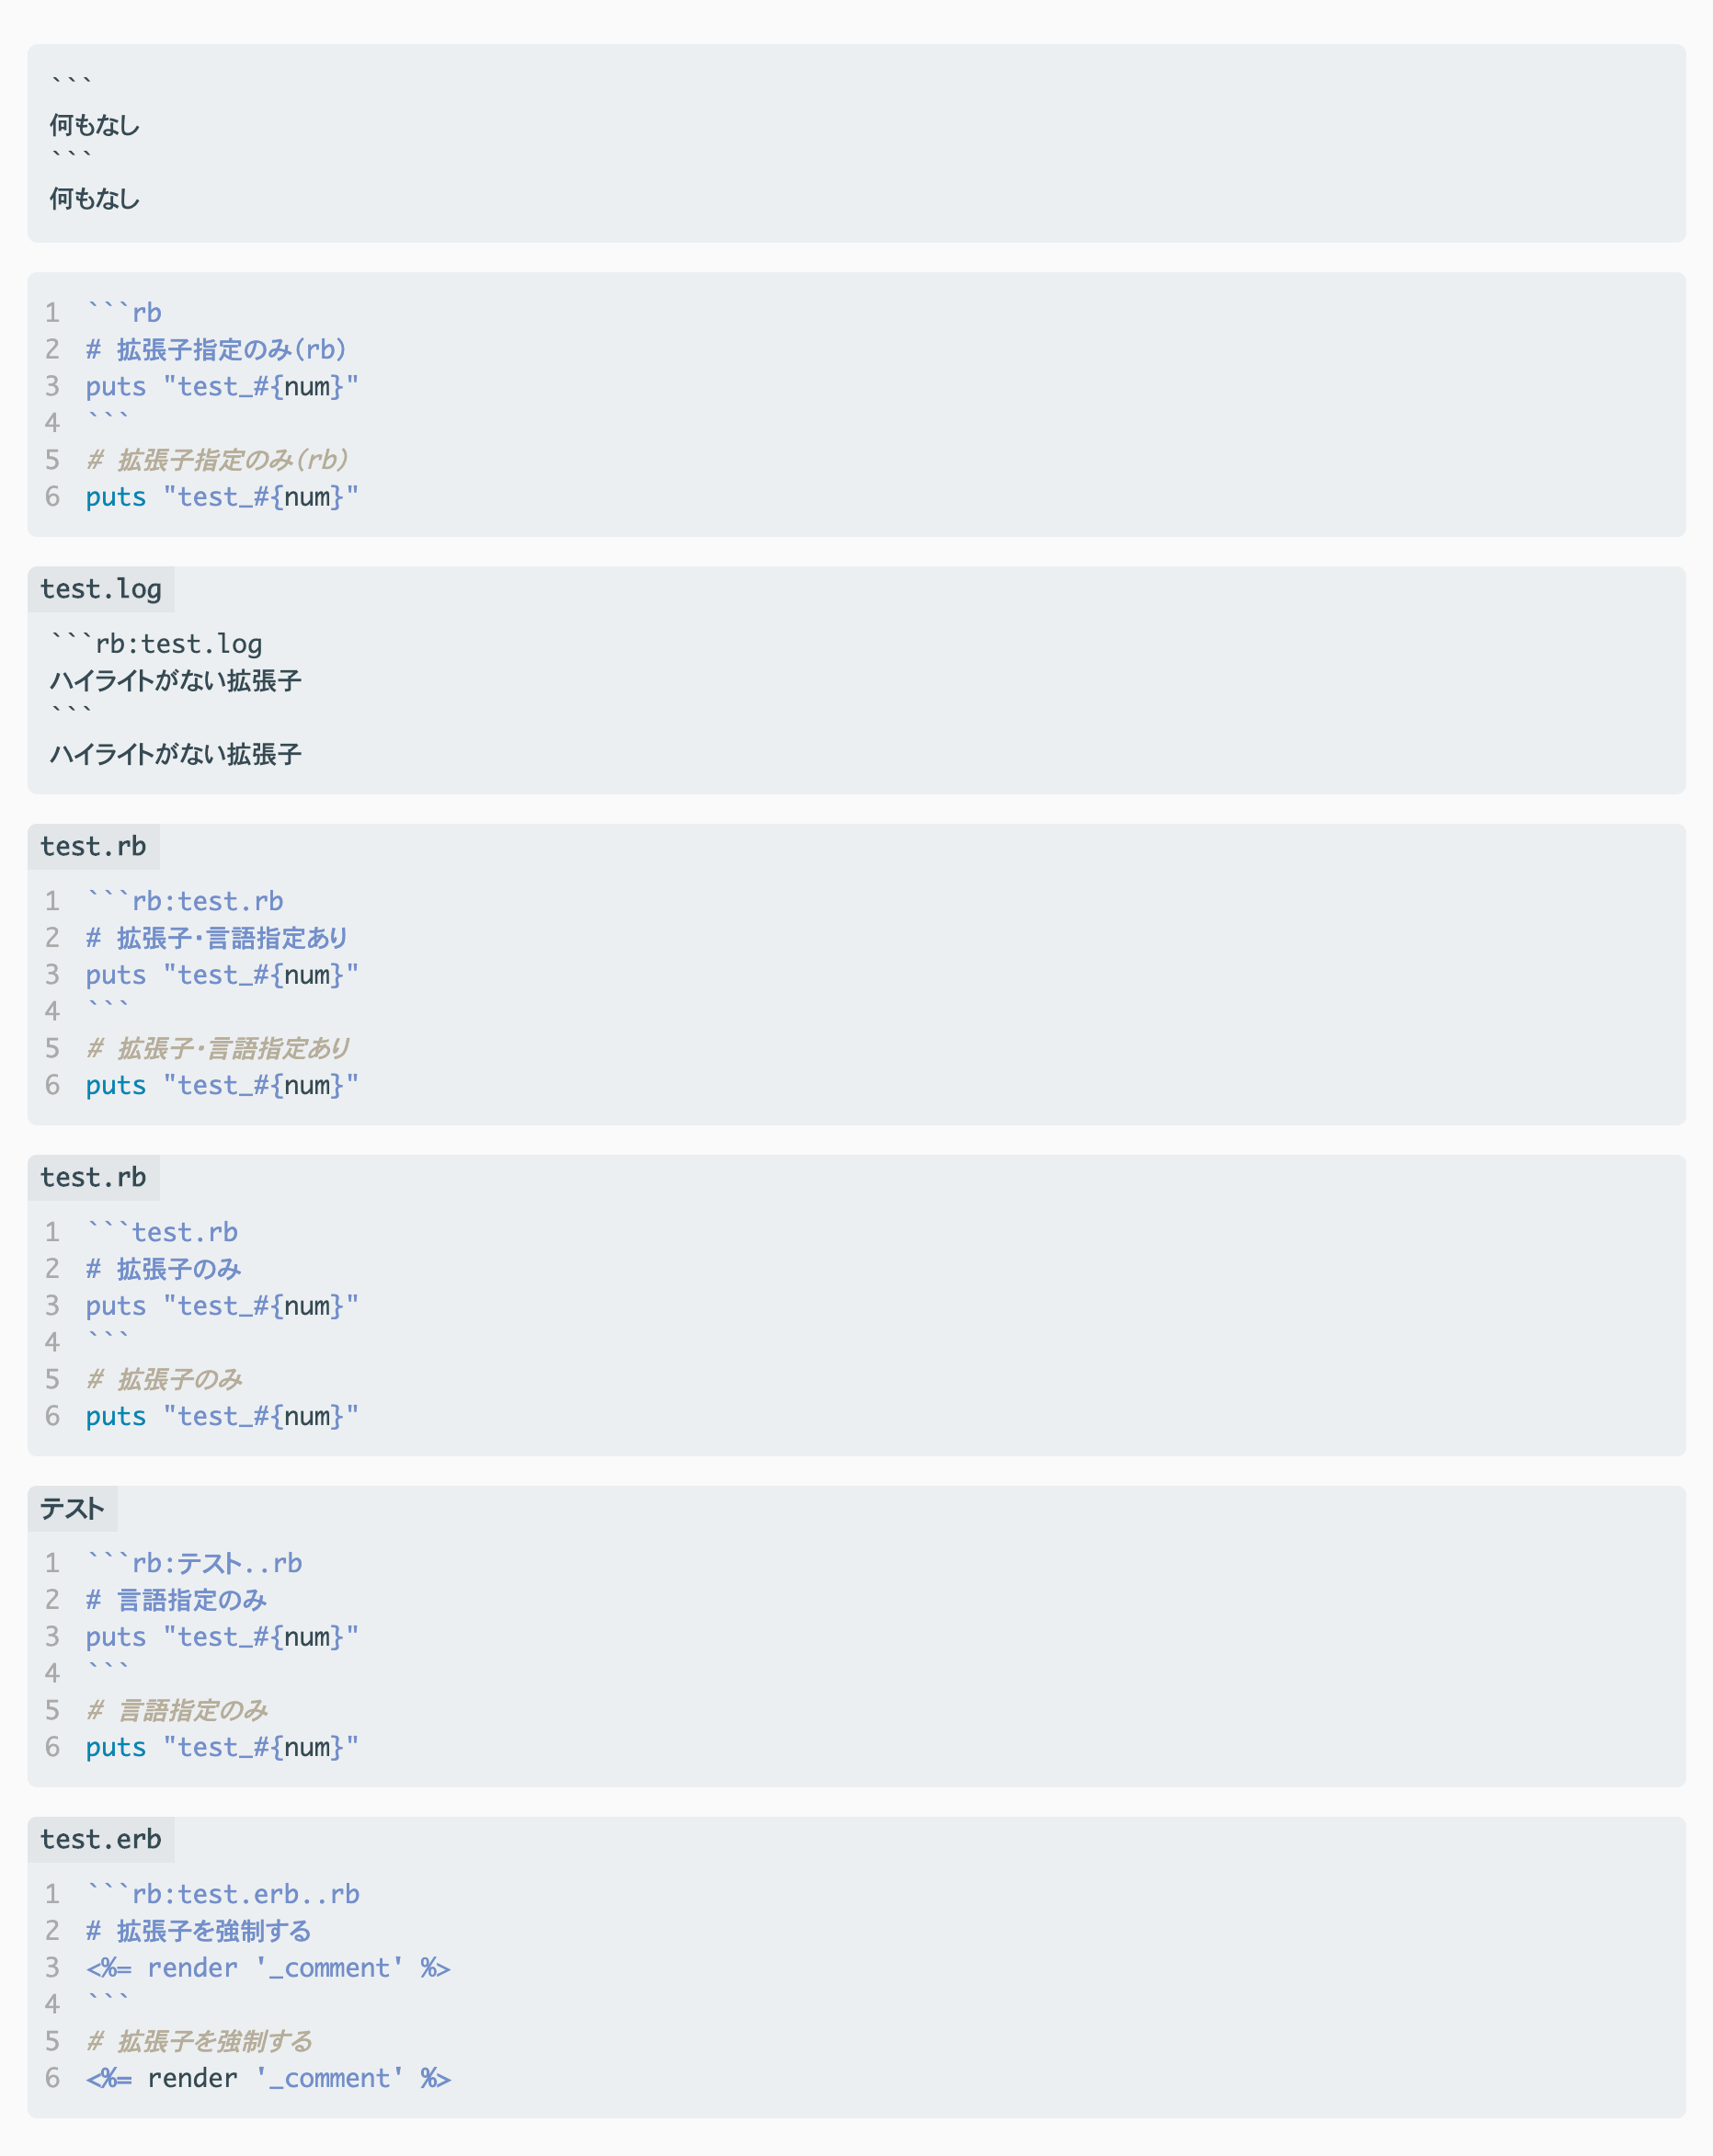 ```
何もなし
```
何もなし
1 ```rb
2 # 拡張子指定のみ(rb)
3 puts "test_#{num}"
4 ```
5 # 拡張子指定のみ(rb)
6 puts "test_#{num}"
test.log
```rb:test.log
ハイライトがない拡張子
```
ハイライトがない拡張子
test.rb
1 ```rb:test.rb
2 # 拡張子・言語指定あり
3 puts "test_#{num}"
4 ```
5 # 拡張子・言語指定あり
6 puts "test_#{num}"
test.rb
1 ```test.rb
2 # 拡張子のみ
3 puts "test_#{num}"
4 ```
5 # 拡張子のみ
6 puts "test_#{num}"
テスト
1 ```rb:テスト..rb
2 # 言語指定のみ
3 puts "test_#{num}"
4 ```
5 # 言語指定のみ
6 puts "test_#{num}"
test.erb
1 ```rb:test.erb..rb
2 # 拡張子を強制する
3 <%= render '_comment' %>
4 ```
5 # 拡張子を強制する
6 <%= render '_comment' %>